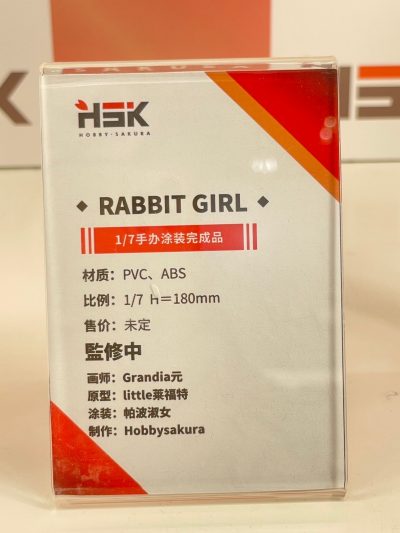 HSK
HOBBY·SAKURA
RABBIT GIRL
1/7手办涂装完成品
材质：PVC、ABS
比例：1/7 h＝180mm
售价：未定
監修中
画师：Grandia元
原型：little莱福特
涂装：帕波淑女
制作：Hobbysakura